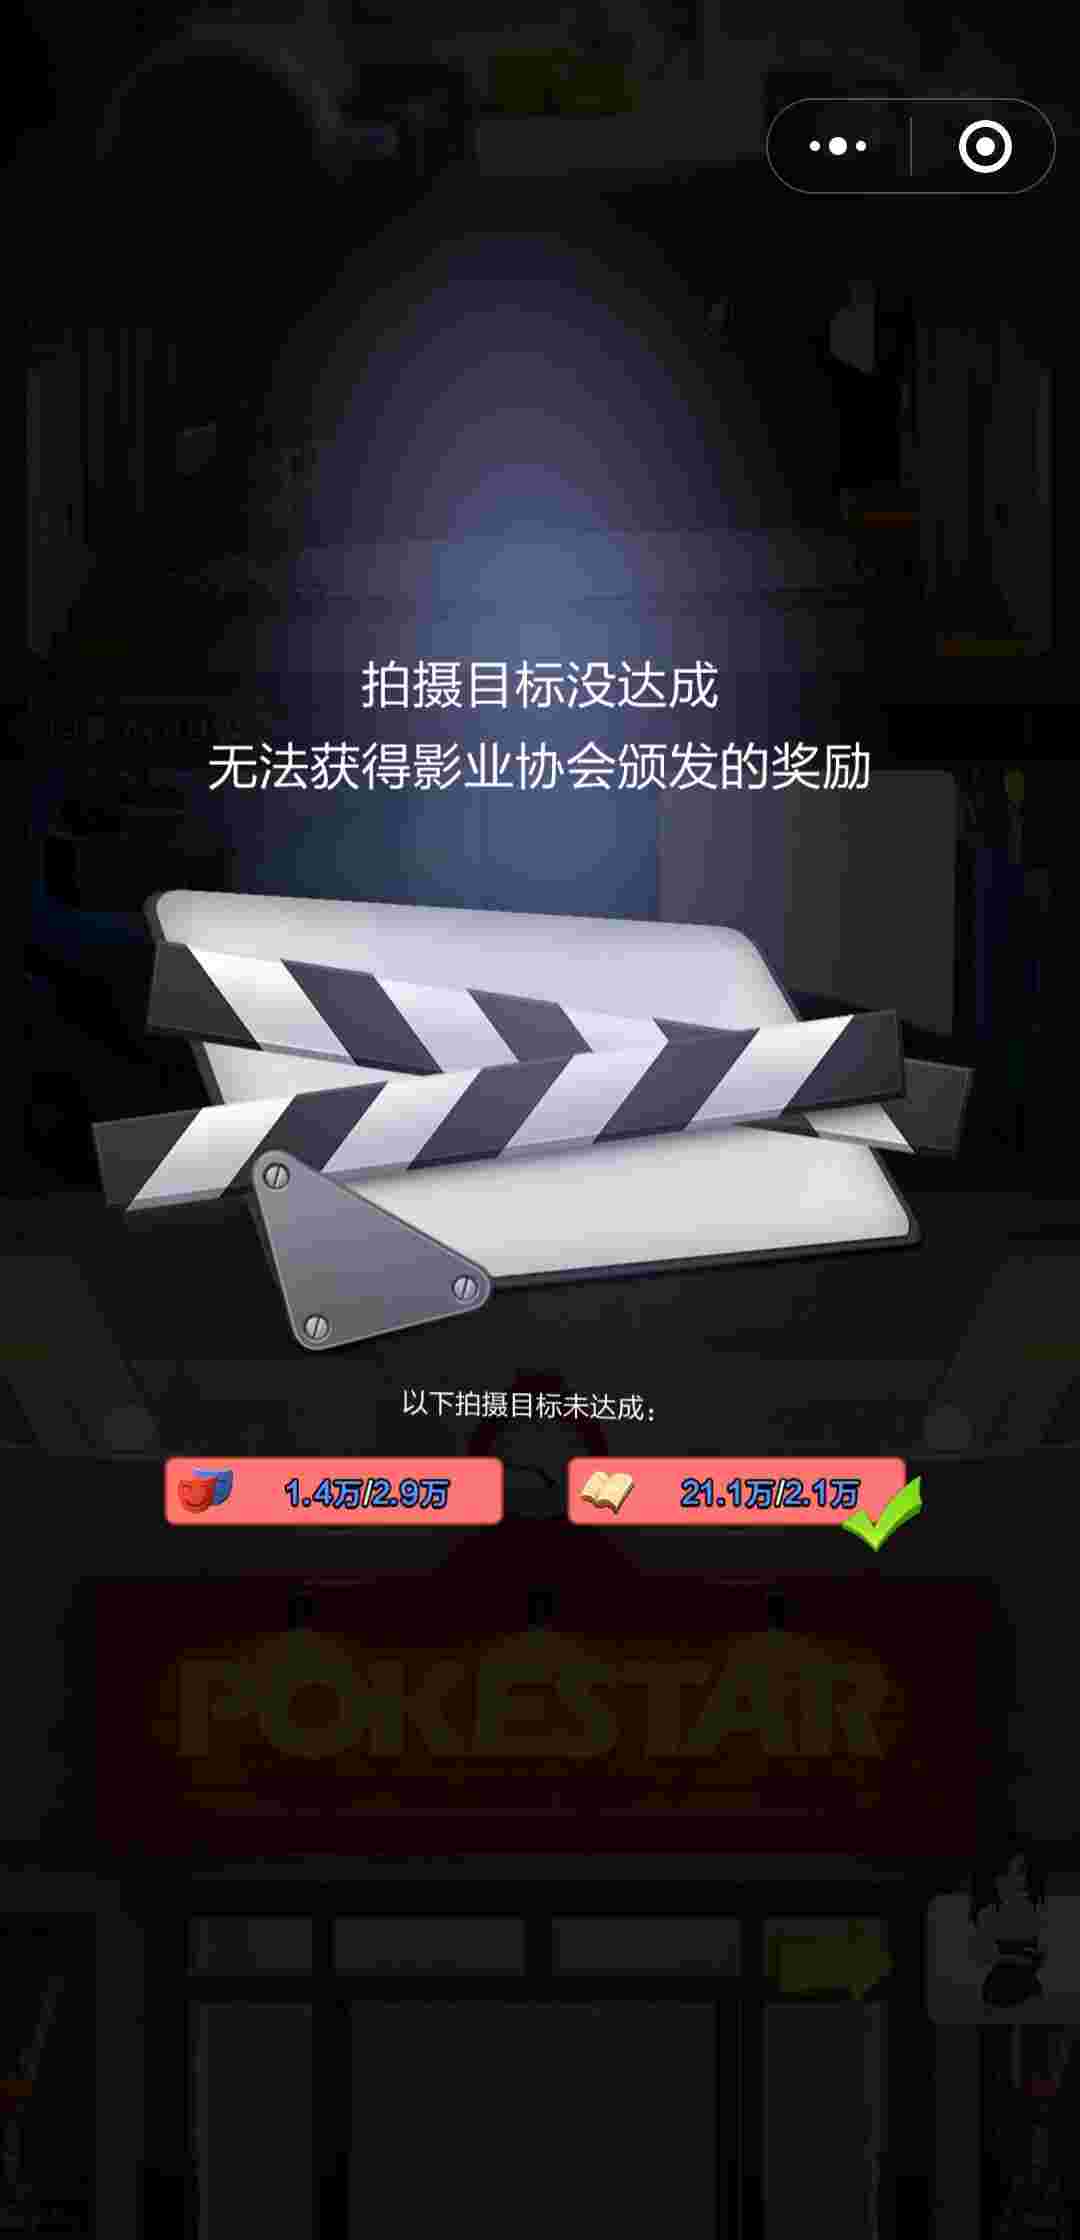 拍摄目标没达成
无法获得影业协会颁发的奖励
以下拍摄目标未达成：
1.4万/2.9万
21.1万/2.1万
POKESTAR